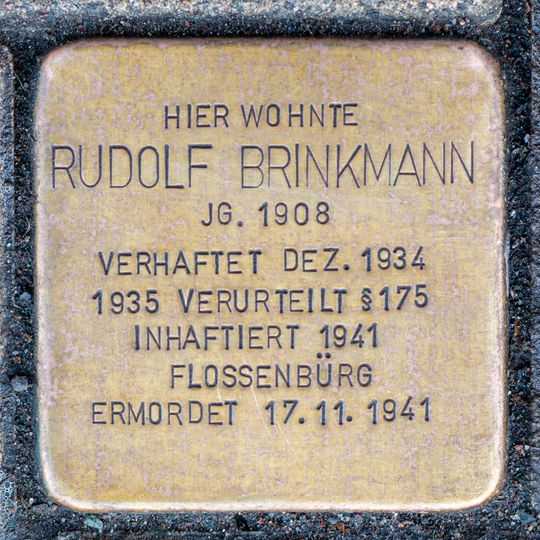 HIER WOHNTE
RUDOLF BRINKMANN
JG. 1908
VERHAFTET DEZ. 1934
1935 VERURTEILT §175
INHAFTIERT 1941
FLOSSENBÜRG
ERMORDET 17.11.1941